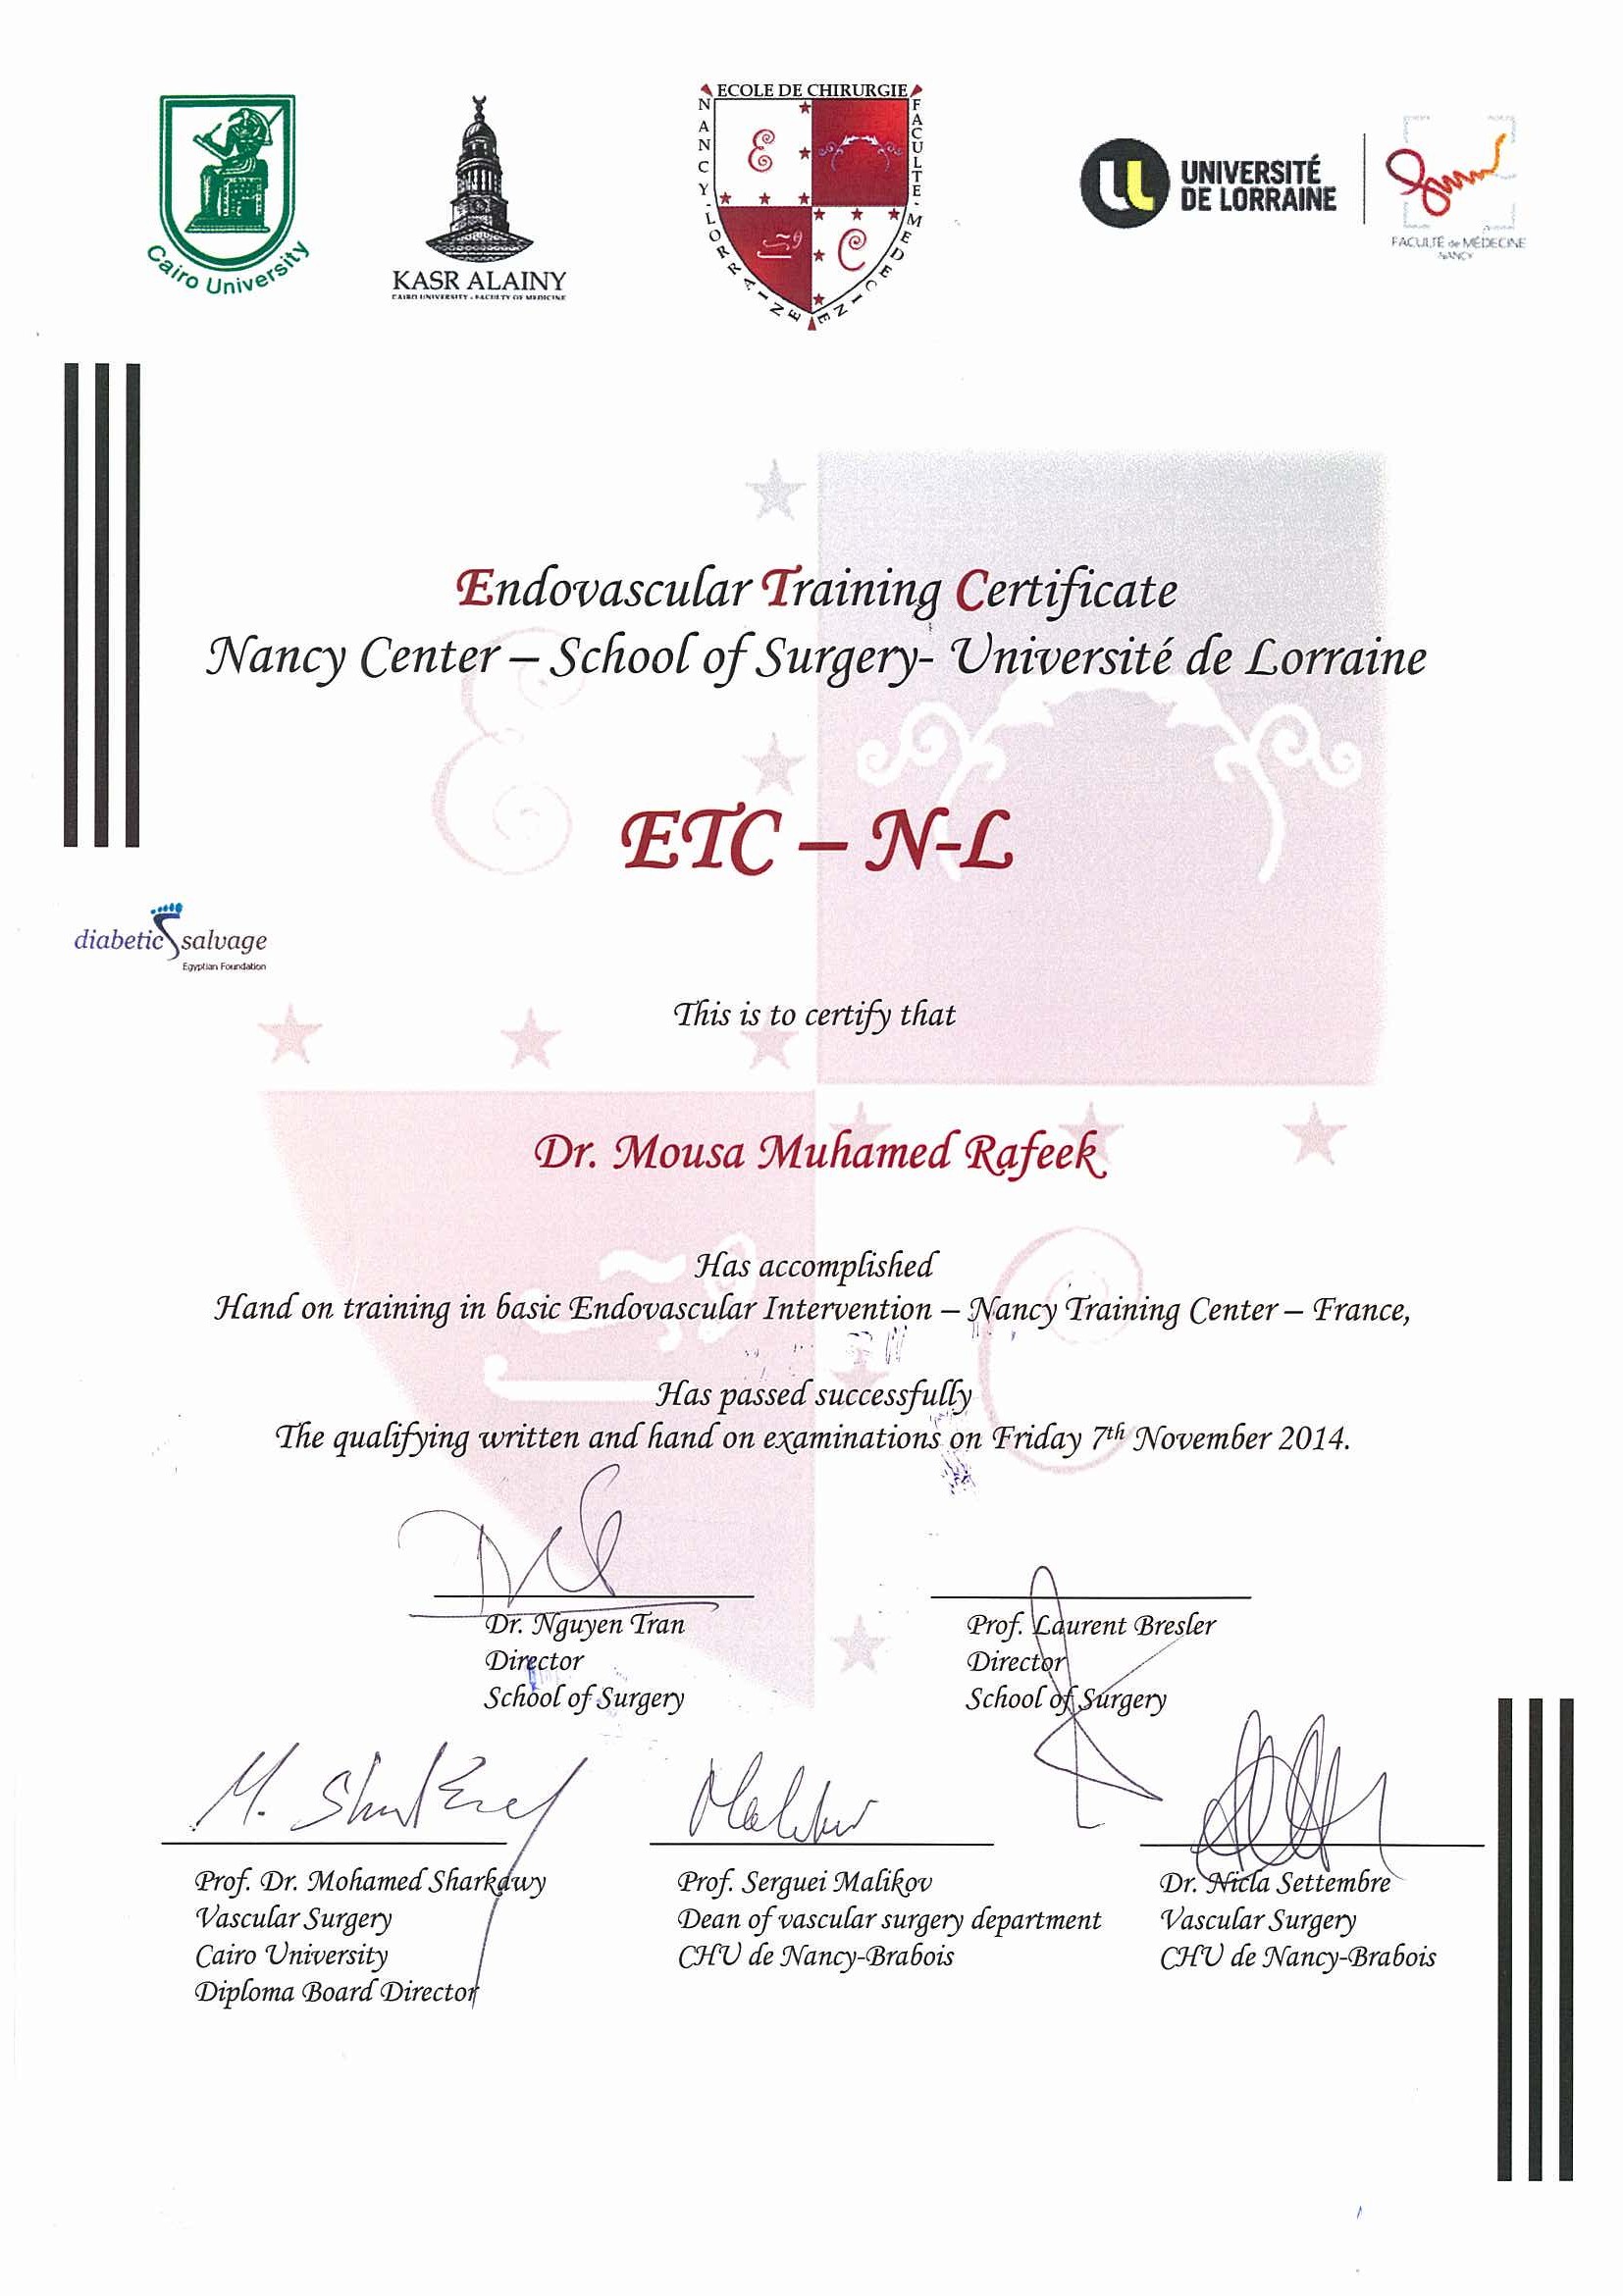 Cairo University
KASR ALAINY
CAIRO UNIVERSITY - FACULTY OF MEDICINE
ECOLE DE CHIRURGIE
NANCY-LORRAINE
FACULTE-MEDECINE
UNIVERSITÉ
DE LORRAINE
FACULTÉ de MÉDECINE
NANCY
Endovascular Training Certificate
Nancy Center – School of Surgery- Université de Lorraine
ETC – N-L
diabetic salvage
Egyptian Foundation
This is to certify that
Dr. Mousa Muhamed Rafeek
Has accomplished
Hand on training in basic Endovascular Intervention – Nancy Training Center – France,
Has passed successfully
The qualifying written and hand on examinations on Friday 7th November 2014.
Dr. Nguyen Tran
Director
School of Surgery
Prof. Laurent Bresler
Director
School of Surgery
M. Sharkawy
Prof. Dr. Mohamed Sharkawy
Vascular Surgery
Cairo University
Diploma Board Director
Malikov
Prof. Serguei Malikov
Dean of vascular surgery department
CHU de Nancy-Brabois
Dr. Nicla Settembre
Vascular Surgery
CHU de Nancy-Brabois